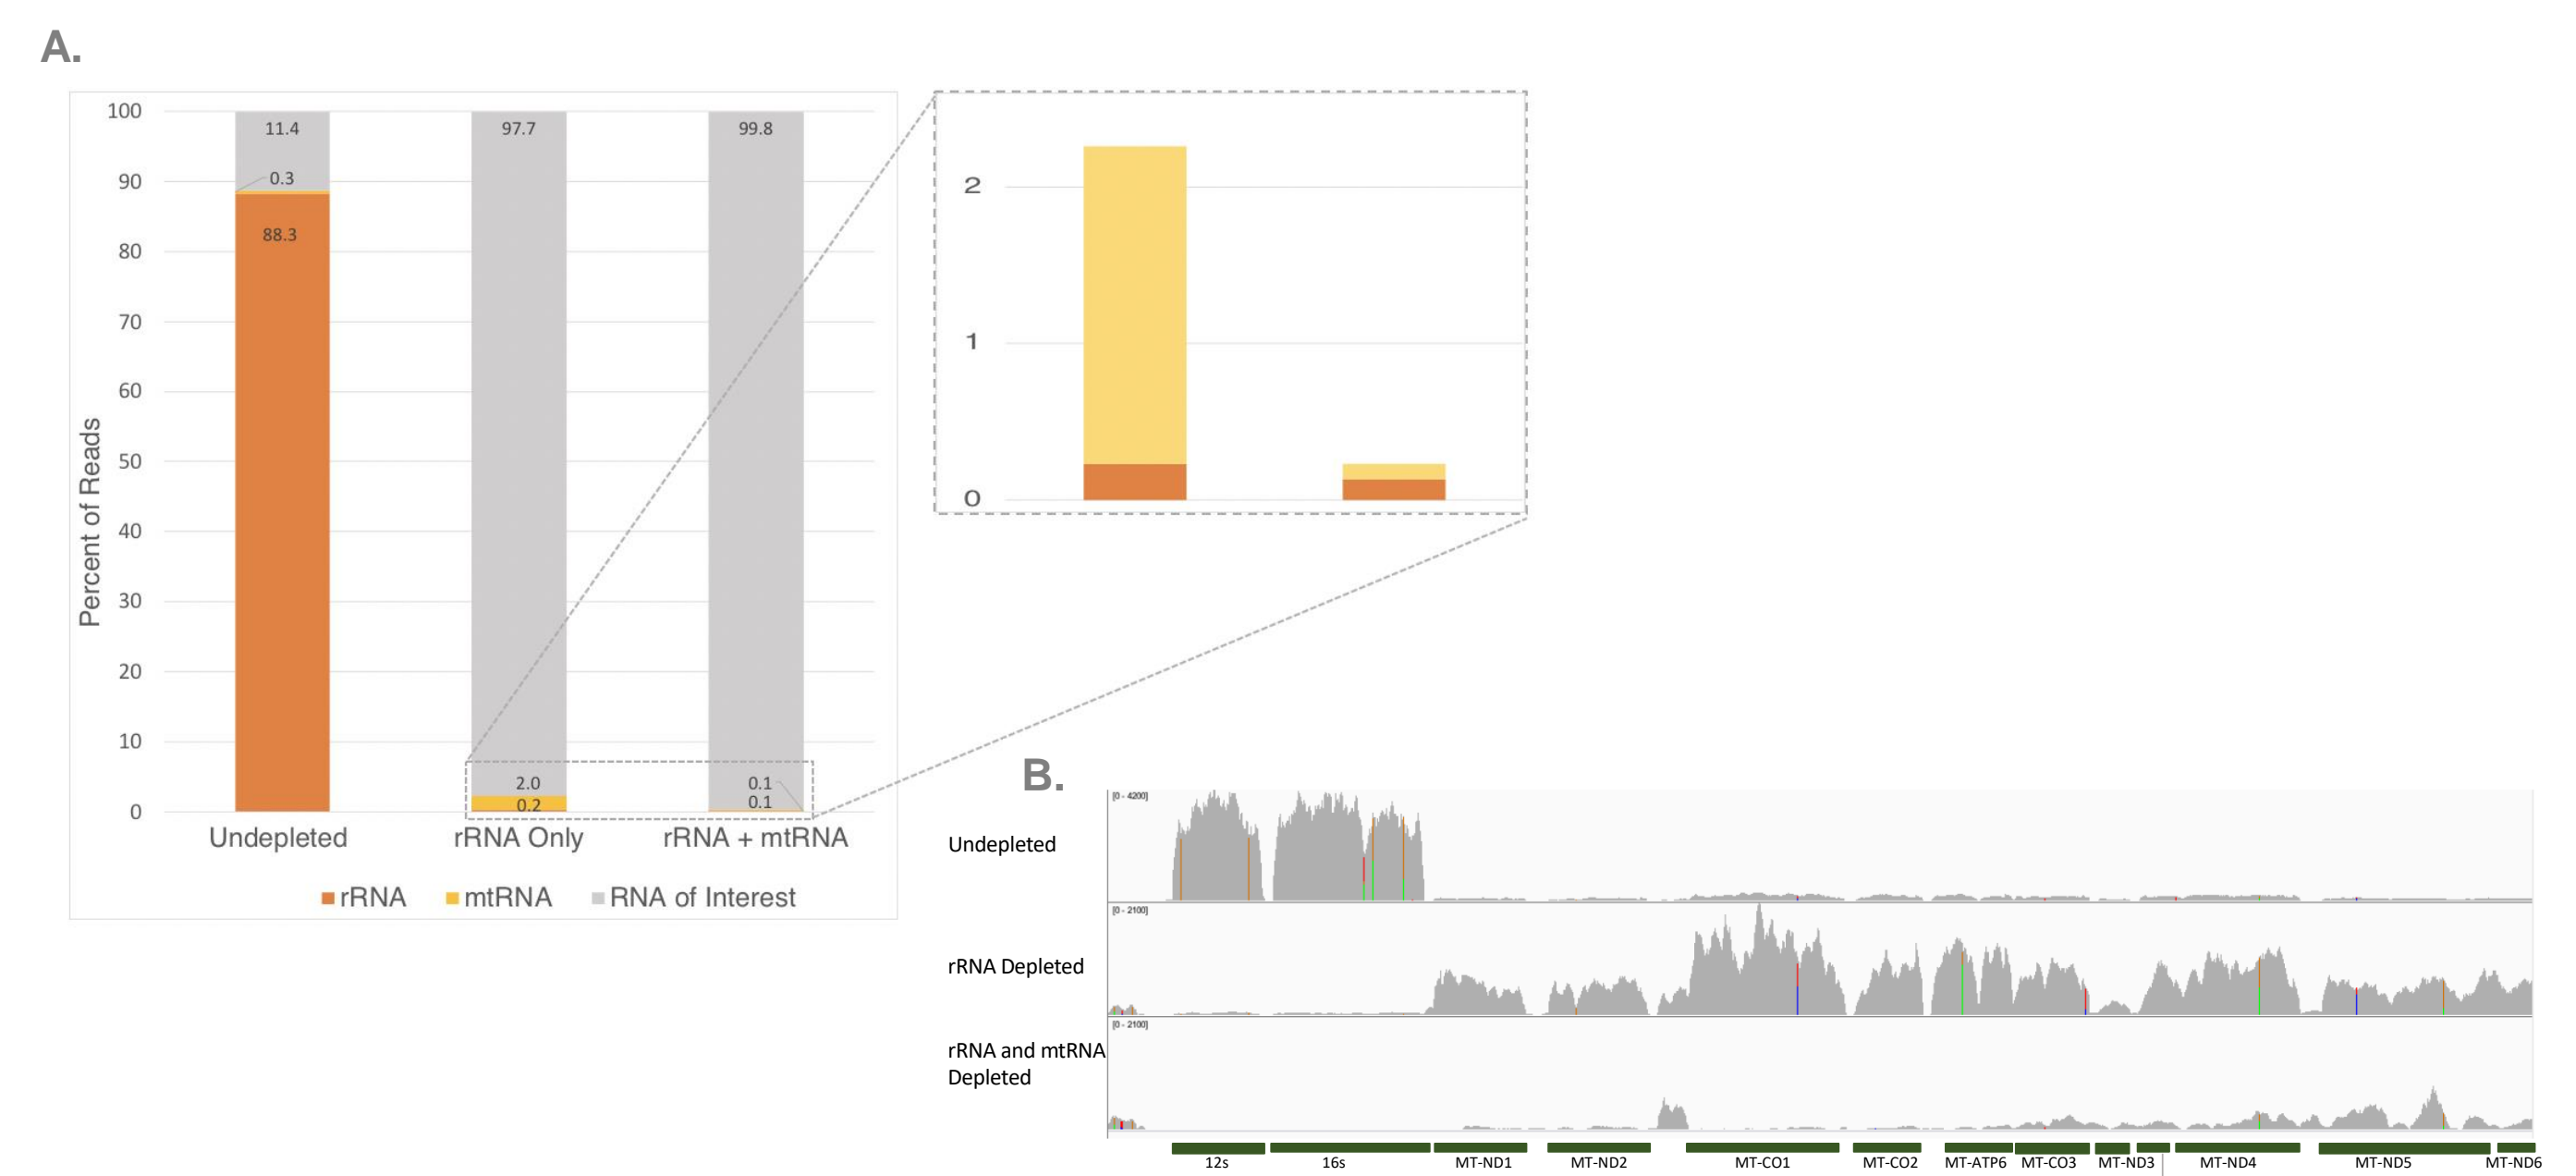 A.
100
90
80
70
60
50
40
30
20
10
0
Percent of Reads
11.4
0.3
88.3
97.7
2.0
0.2
99.8
0.1
0.1
Undepleted
rRNA Only
rRNA + mtRNA
rRNA
mtRNA
RNA of Interest
2
1
0
B.
Undepleted
[0 - 4200]
rRNA Depleted
[0 - 2100]
rRNA and mtRNA
Depleted
[0 - 2100]
12s 16s MT-ND1 MT-ND2 MT-CO1 MT-CO2 MT-ATP6 MT-CO3 MT-ND3 MT-ND4 MT-ND5 MT-ND6